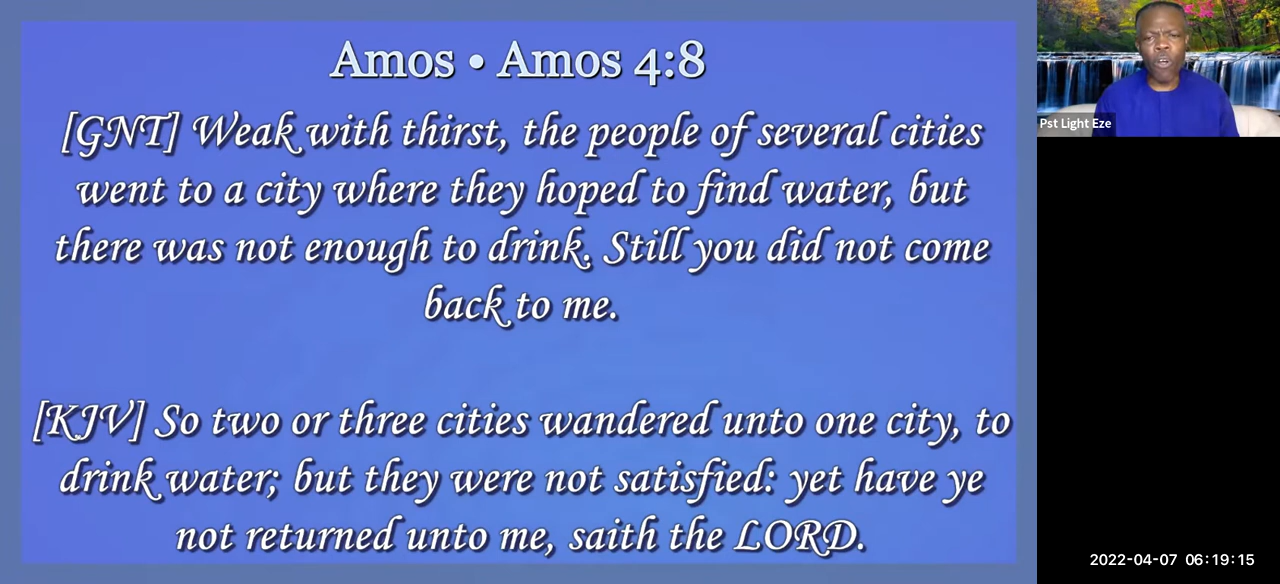 Amos • Amos 4:8
[GNT] Weak with thirst, the people of several cities
went to a city where they hoped to find water, but
there was not enough to drink. Still you did not come
back to me.
[KJV] So two or three cities wandered unto one city, to
drink water; but they were not satisfied: yet have ye
not returned unto me, saith the LORD.
Pst Light Eze
2022-04-07 06:19:15